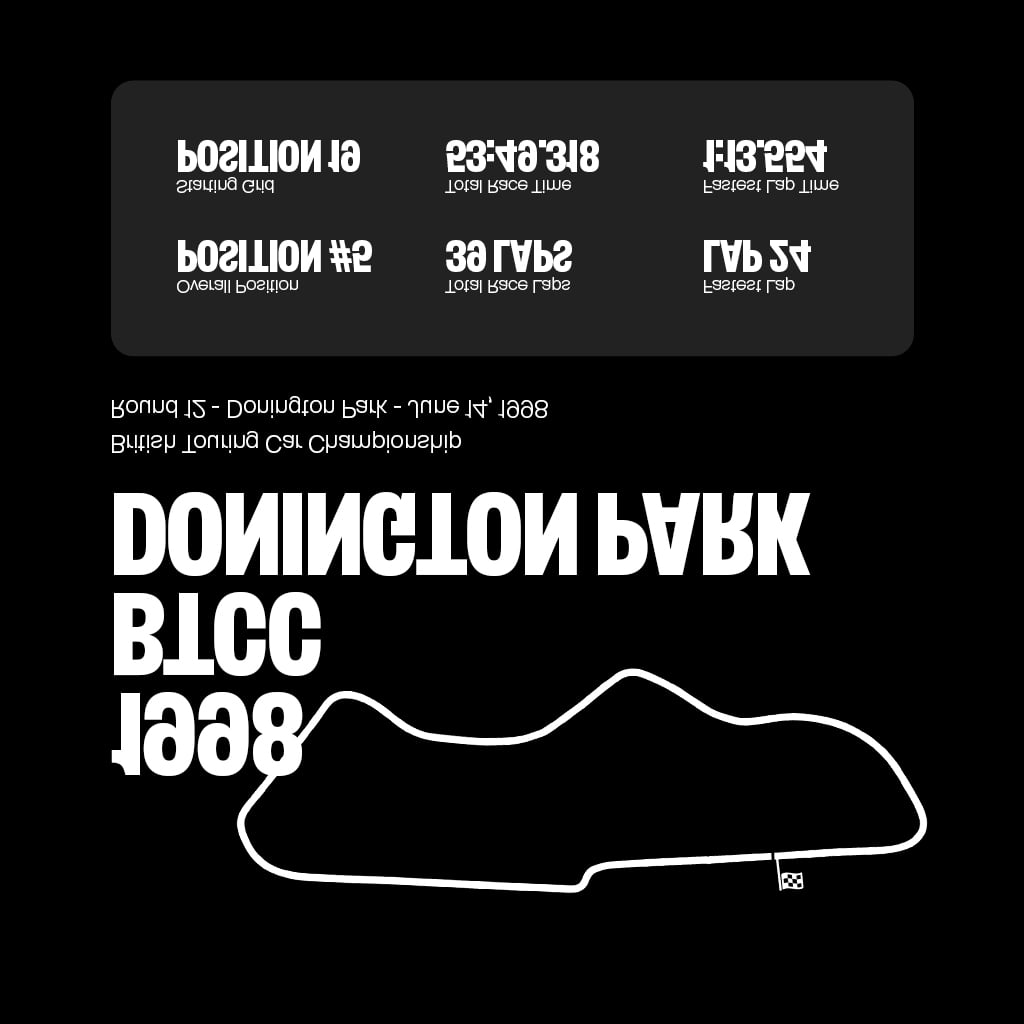 1998
BTCC
DONINGTON PARK
British Touring Car Championship
Round 12 - Donington Park - June 14, 1998
Overall Position
POSITION #5
Total Race Laps
39 LAPS
Fastest Lap
LAP 24
Starting Grid
POSITION 19
Total Race Time
53:49.318
Fastest Lap Time
1:13.554